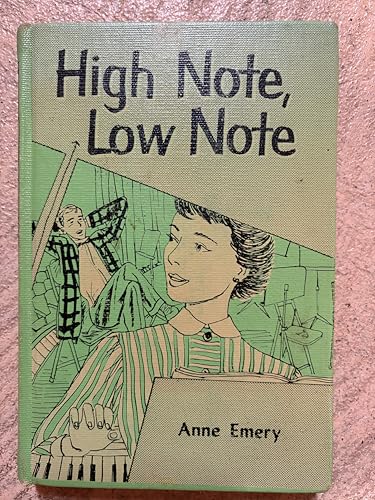 High Note,
Low Note
Anne Emery